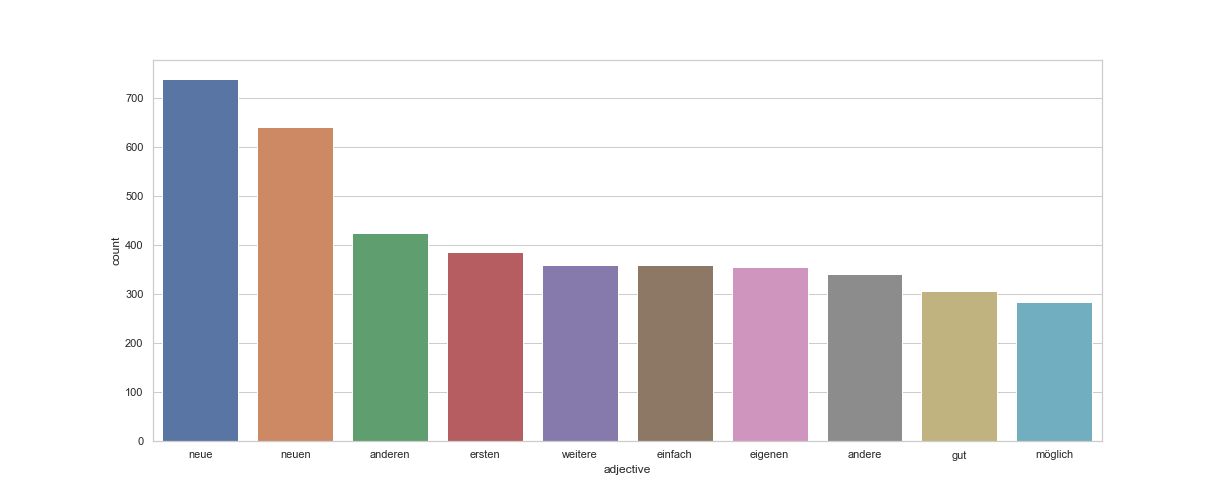 700
600
500
400
300
200
100
0
count
neue neuen anderen ersten weitere einfach eigenen andere gut möglich
adjective